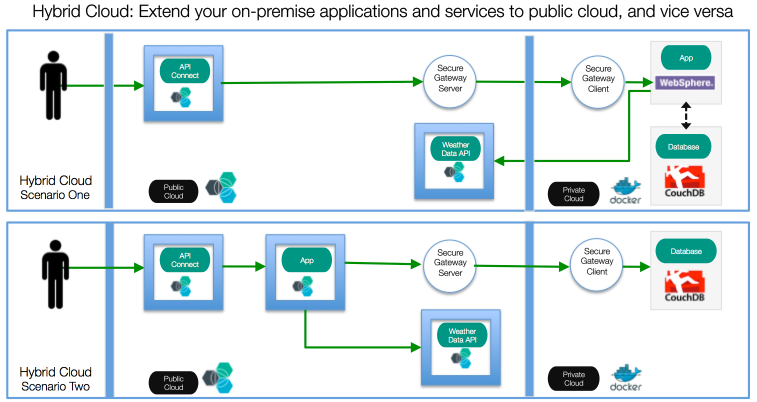 Hybrid Cloud: Extend your on-premise applications and services to public cloud, and vice versa
API
Connect
Secure
Gateway
Server
Secure
Gateway
Client
App
WebSphere.
Weather
Data API
Database
CouchDB
Hybrid Cloud
Scenario One
Public
Cloud
Private
Cloud
docker
API
Connect
App
Secure
Gateway
Server
Secure
Gateway
Client
Database
CouchDB
Weather
Data API
Hybrid Cloud
Scenario Two
Public
Cloud
Private
Cloud
docker